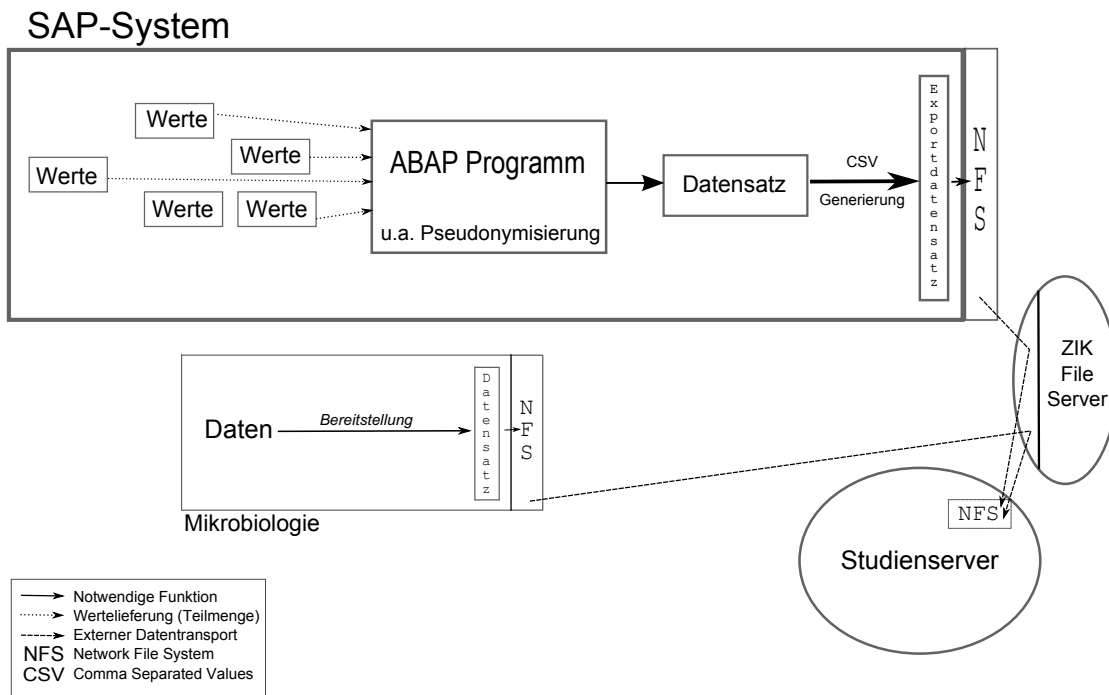 SAP-System
Werte
Werte
Werte
Werte
Werte
ABAP Programm
u.a. Pseudonymisierung
Datensatz
CSV
Generierung
Exportdatensatz
NFS
ZIK
File
Server
Daten
Bereitstellung
Datensatz
NFS
Mikrobiologie
NFS
Studienserver
Notwendige Funktion
Wertelieferung (Teilmenge)
Externer Datentransport
NFS Network File System
CSV Comma Separated Values